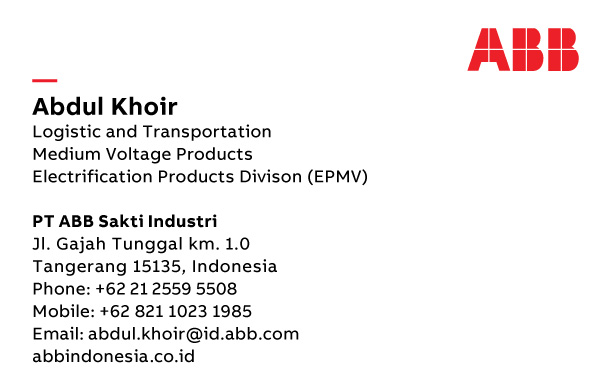 ABB
Abdul Khoir
Logistic and Transportation
Medium Voltage Products
Electrification Products Divison (EPMV)
PT ABB Sakti Industri
Jl. Gajah Tunggal km. 1.0
Tangerang 15135, Indonesia
Phone: +62 21 2559 5508
Mobile: +62 821 1023 1985
Email: abdul.khoir@id.abb.com
abbindonesia.co.id